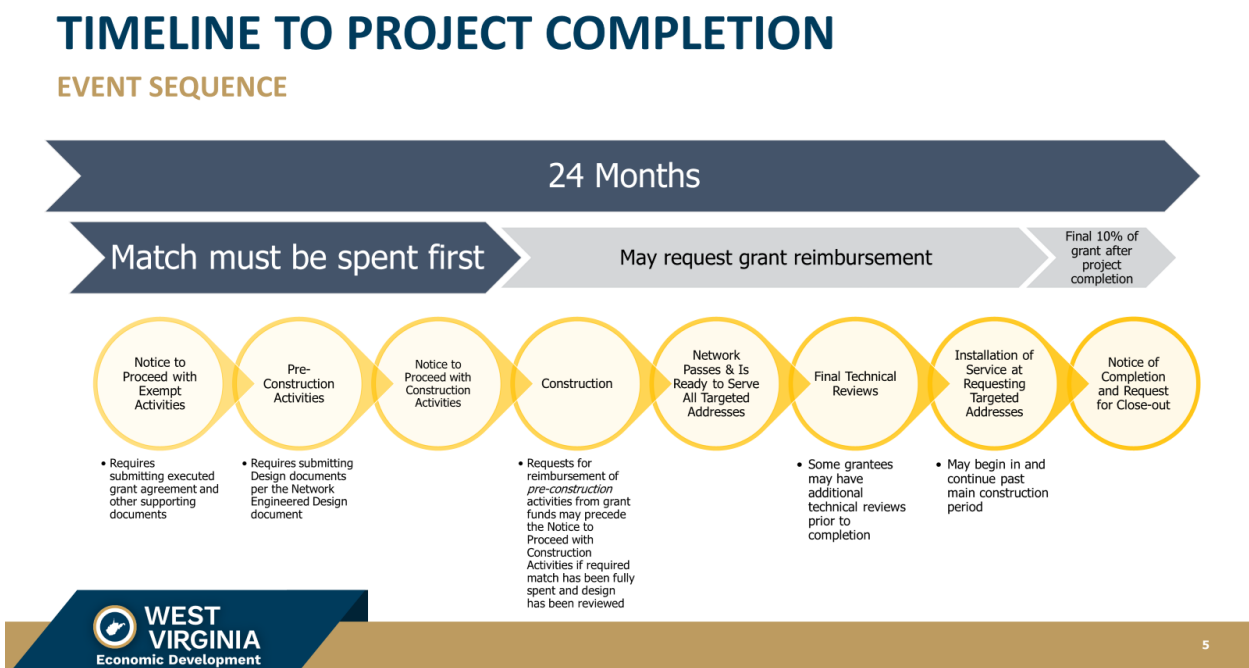 TIMELINE TO PROJECT COMPLETION
EVENT SEQUENCE
24 Months
Match must be spent first
May request grant reimbursement
Final 10% of
grant after
project
completion
Notice to
Proceed with
Exempt
Activities
Pre-
Construction
Activities
Notice to
Proceed with
Construction
Activities
Construction
Network
Passes & Is
Ready to Serve
All Targeted
Addresses
Final Technical
Reviews
Installation of
Service at
Requesting
Targeted
Addresses
Notice of
Completion
and Request
for Close-out
• Requires
submitting executed
grant agreement and
other supporting
documents
• Requires submitting
Design documents
per the Network
Engineered Design
document
• Requests for
reimbursement of
pre-construction
activities from grant
funds may precede
the Notice to
Proceed with
Construction
Activities if required
match has been fully
spent and design
has been reviewed
• Some grantees
may have
additional
technical reviews
prior to
completion
• May begin in and
continue past
main construction
period
WEST
VIRGINIA
Economic Development
5